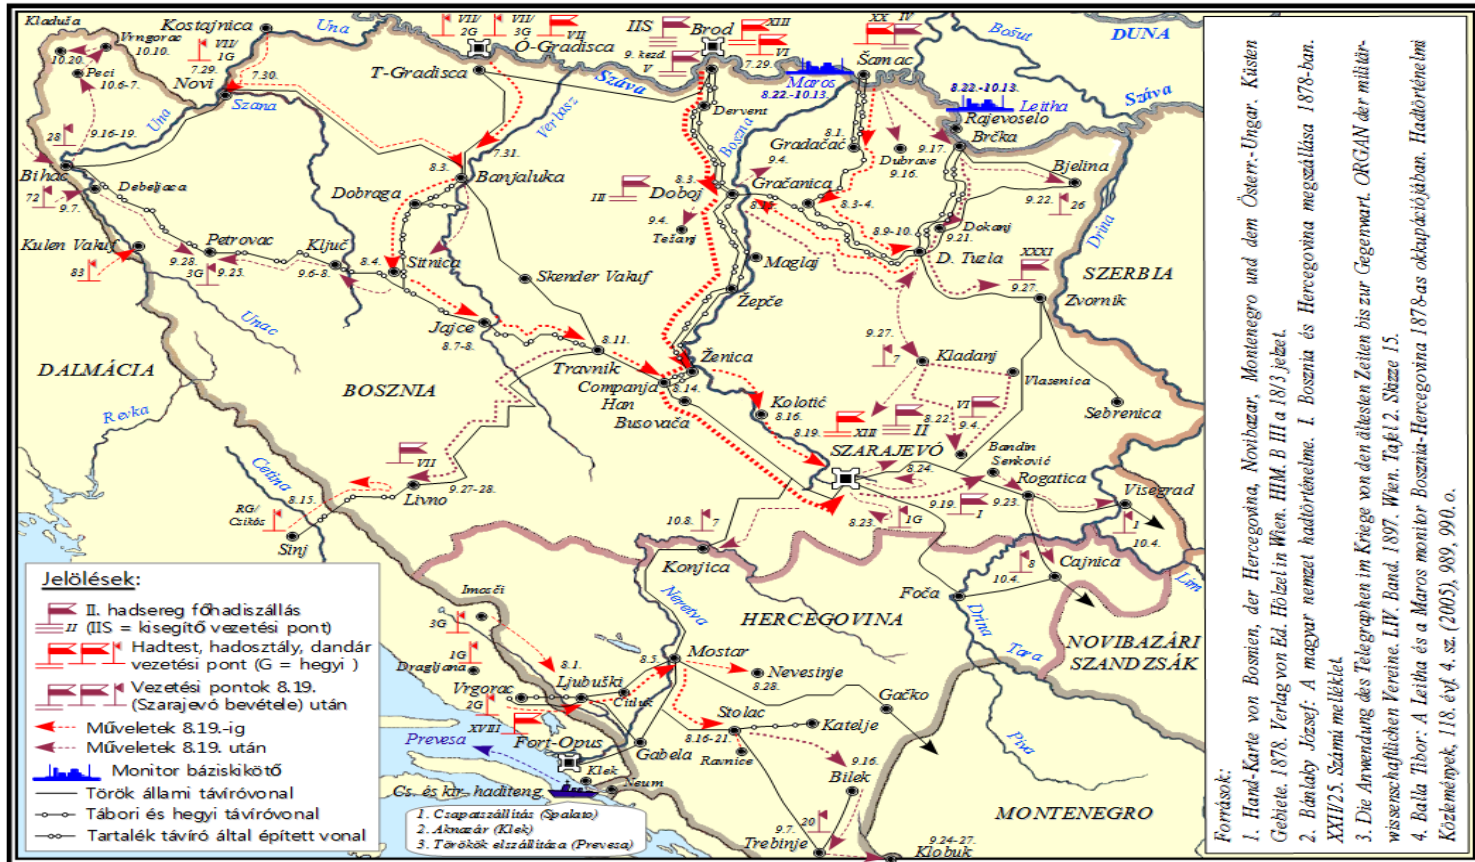 Kladuša
Vrngorac
10.10.
10.20.
Peci
10.6-7.
Kostajnica
VII/
1G
7.29.
7.30.
Novi
Una
Szana
Una
9.16-19.
28
Bihac
72
9.7.
Debeljaca
Kulen Vakuf
83
Petrovac
9.28.
3G
9.25.
Ključ
9.6-8.
8.4.
Sitnica
Unac
VII/
2G
VII/
3G
VII
Ó-Gradisca
T-Gradisca
Verbász
7.31.
8.3.
Banjaluka
Dobraga
Skender Vakuf
Jajce
8.7-8.
8.11.
Travnik
IIS
Brod
XIII
VI
7.29.
9. kezd.
V
Száva
Dervent
Boszna
9.4.
III
8.3.
Doboj
9.4.
Tešanj
Maglaj
Žepče
Ženica
Companja
8.14.
Han
Busovača
Kolotić
8.16.
Maros
8.22.-10.13.
XX
IV
Šamac
Bošut
DUNA
Száva
8.22.-10.13.
Leitha
Rajevoselo
Brčka
8.1.
Gradačáć
Dubrave
9.16.
9.17.
Bjelina
9.22.
26
Drina
Gračanica
8.3-4.
8.9-10.
Dokanj
9.21.
D. Tuzla
XXXI
9.27.
Zvornik
SZERBIA
9.27.
7
Kladanj
Vlasenica
Sebrenica
VI
9.4.
8.22.
II
8.19.
XIII
SZARAJEVÓ
8.24.
Bandin
Senković
Rogatica
9.23.
9.19.
I
8.23.
1G
Visegrad
1
10.4.
8
10.4.
Cajnica
Lim
Foča
Drina
Tara
NOVIBAZÁRI
SZANDZSÁK
Piva
MONTENEGRO
DALMÁCIA
BOSZNIA
Revka
Cetina
VII
Livno
9.27-28.
8.15.
RG/
Csikós
Sinj
10.8.
7
Konjica
Neretva
HERCEGOVINA
Imosči
3G
1G
Dragljana
8.1.
Vrgorac
Ljubuški
2G
Citluk
XVIII
8.5.
Mostar
Nevesinje
8.28.
Stolac
8.16-21.
Ravnice
Katelje
Gačko
9.16.
Bilek
20
9.7.
Trebinje
9.24-27.
Klobuk
Fort-Opus
Gabela
Prevesa
Klek
Neum
Cs. és kir. haditeng.
1. Csapatszállítás (Spalato)
2. Aknazár (Klek)
3. Törökök elszállítása (Prevesa)
Jelölések:
II. hadsereg főhadiszállás
II (IIS = kisegítő vezetési pont)
Hadtest, hadosztály, dandár
vezetési pont (G = hegyi )
Vezetési pontok 8.19.
(Szarajevó bevétele) után
Műveletek 8.19.-ig
Műveletek 8.19. után
Monitor báziskikötő
Török állami távíróvonal
Tábori és hegyi távíróvonal
Tartalék távíró által épített vonal
Források:
1. Hand-Karte von Bosnien, der Hercegovina, Novibazar, Montenegro und dem Österr.-Ungar. Küsten
Gebiete. 1878. Verlag von Ed. Hölzel in Wien. HIM. B III a 18/3 jelzet.
2. Bánlaky József: A magyar nemzet hadtörténelme. I. Bosznia és Hercegovina megszállása 1878-ban.
XXII/25. Számú melléklet.
3. Die Anwendung des Telegraphen im Kriege von den ältesten Zeiten bis zur Gegenwart. ORGAN der militär-
wissenschaftlichen Vereine. LIV. Band. 1897. Wien. Tafel 2. Skizze 15.
4. Balla Tibor: A Leitha és a Maros monitor Bosznia-Hercegovina 1878-as okkupációjában. Hadtörténelmi
Közlemények, 118. évf. 4. sz. (2005), 989, 990. o.